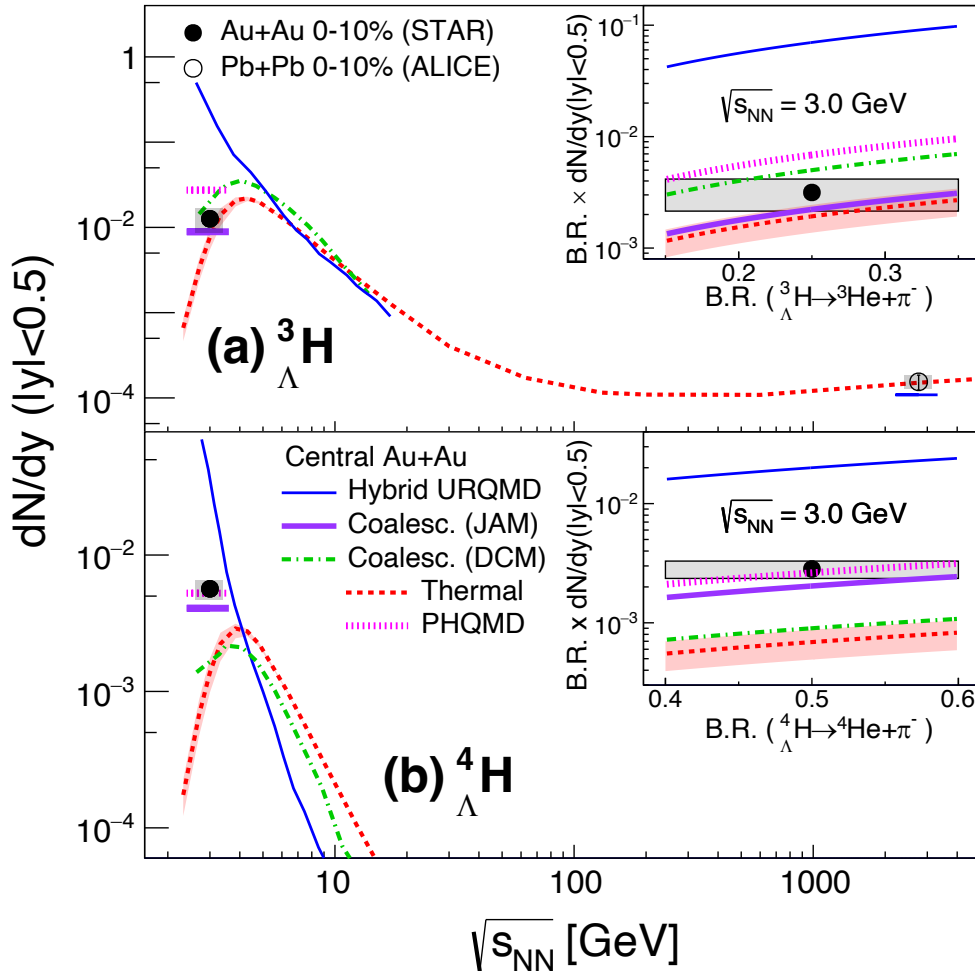 dN/dy (|y|<0.5)
1
10⁻²
10⁻⁴
● Au+Au 0-10% (STAR)
○ Pb+Pb 0-10% (ALICE)
(a) ³ΛH
B.R. × dN/dy(|y|<0.5)
10⁻¹
10⁻²
10⁻³
√sNN = 3.0 GeV
0.2 0.3
B.R. (³ΛH→³He+π⁻)
10⁻²
10⁻³
10⁻⁴
Central Au+Au
Hybrid URQMD
Coalesc. (JAM)
Coalesc. (DCM)
Thermal
PHQMD
(b) ⁴ΛH
B.R. x dN/dy(|y|<0.5)
10⁻²
10⁻³
√sNN = 3.0 GeV
0.4 0.5 0.6
B.R. (⁴ΛH→⁴He+π⁻)
10 100 1000
√sNN [GeV]